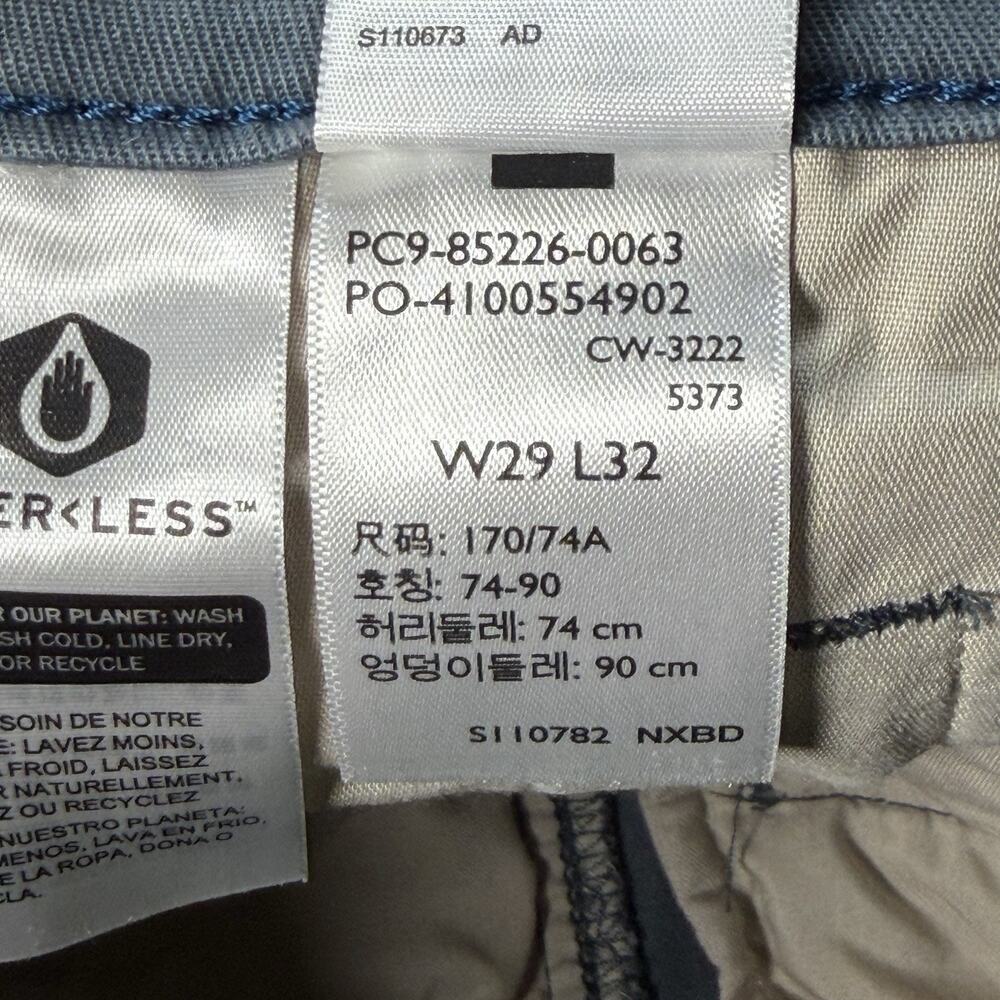 S110673 AD
PC9-85226-0063
PO-4100554902
CW-3222
5373
W29 L32
尺码: 170/74A
호칭: 74-90
허리둘레: 74 cm
엉덩이둘레: 90 cm
S110782 NXBD
ER<LESS™
R OUR PLANET: WASH
SH COLD, LINE DRY,
OR RECYCLE
SOIN DE NOTRE
E: LAVEZ MOINS,
FROID, LAISSEZ
R NATURELLEMENT,
Z OU RECYCLEZ
NUESTRO PLANETA:
MENOS, LAVA EN FRIO,
E LA ROPA, DONA O
CLA.